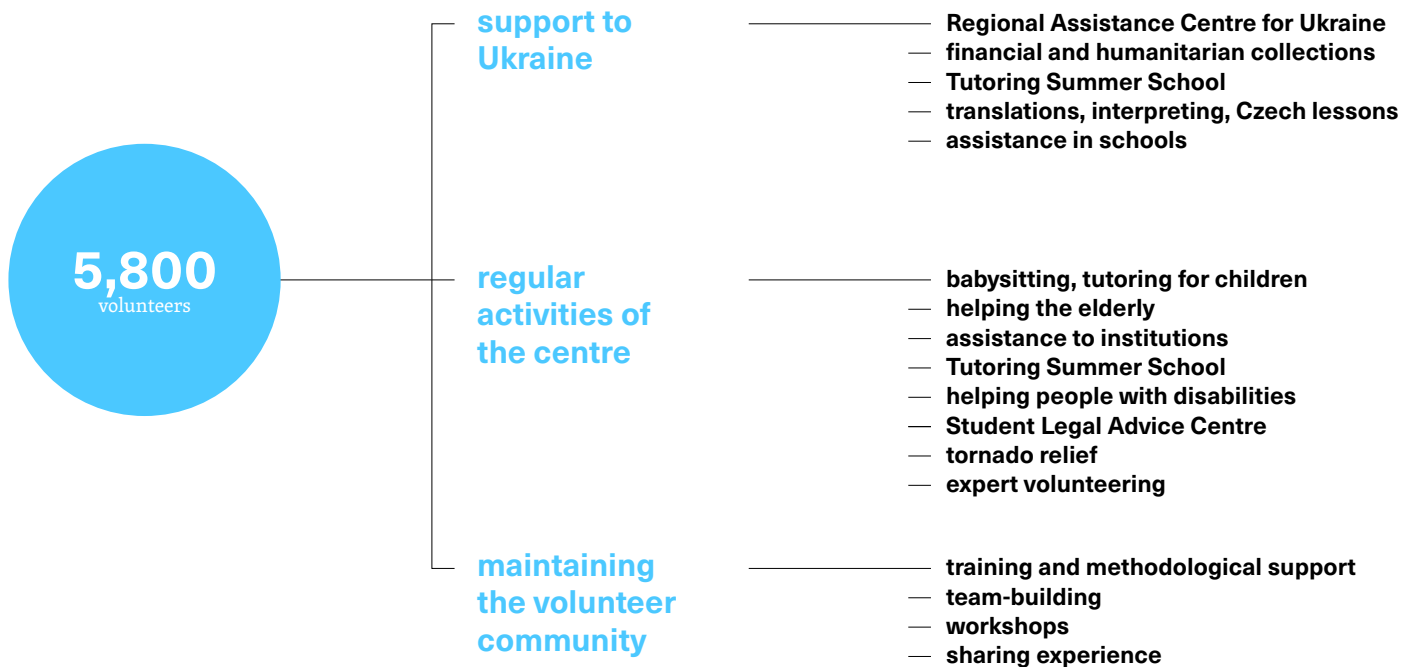 5,800
volunteers
support to
Ukraine
Regional Assistance Centre for Ukraine
— financial and humanitarian collections
— Tutoring Summer School
— translations, interpreting, Czech lessons
— assistance in schools
regular
activities of
the centre
babysitting, tutoring for children
— helping the elderly
— assistance to institutions
— Tutoring Summer School
— helping people with disabilities
— Student Legal Advice Centre
— tornado relief
— expert volunteering
maintaining
the volunteer
community
training and methodological support
— team-building
— workshops
— sharing experience